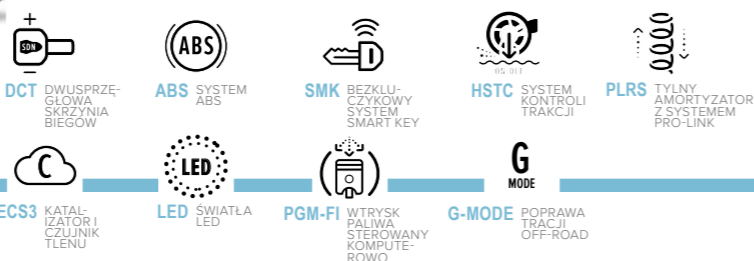 +
SDN
−
DCT DWUSPRZĘ-
GŁOWA
SKRZYNIA
BIEGÓW
ABS
ABS SYSTEM
ABS
SMK BEZKLU-
CZYKOWY
SYSTEM
SMART KEY
ON/OFF
HSTC SYSTEM
KONTROLI
TRAKCJI
PLRS TYLNY
AMORTYZATOR
Z SYSTEMEM
PRO-LINK
C
ECS3 KATAL-
IZATOR I
CZUJNIK
TLENU
LED
LED ŚWIATŁA
LED
PGM-FI WTRYSK
PALIWA
STEROWANY
KOMPUTE-
ROWO
G
MODE
G-MODE POPRAWA
TRACJI
OFF-ROAD